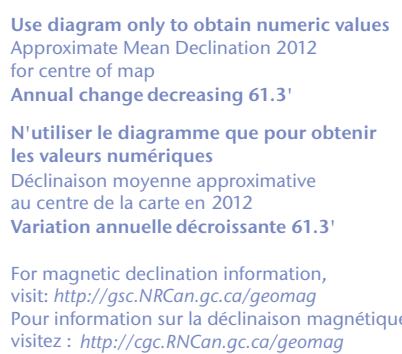 Use diagram only to obtain numeric values
Approximate Mean Declination 2012
for centre of map
Annual change decreasing 61.3'
N'utiliser le diagramme que pour obtenir
les valeurs numériques
Déclinaison moyenne approximative
au centre de la carte en 2012
Variation annuelle décroissante 61.3'
For magnetic declination information,
visit: http://gsc.NRCan.gc.ca/geomag
Pour information sur la déclinaison magnétique
visitez : http://cgc.RNCan.gc.ca/geomag